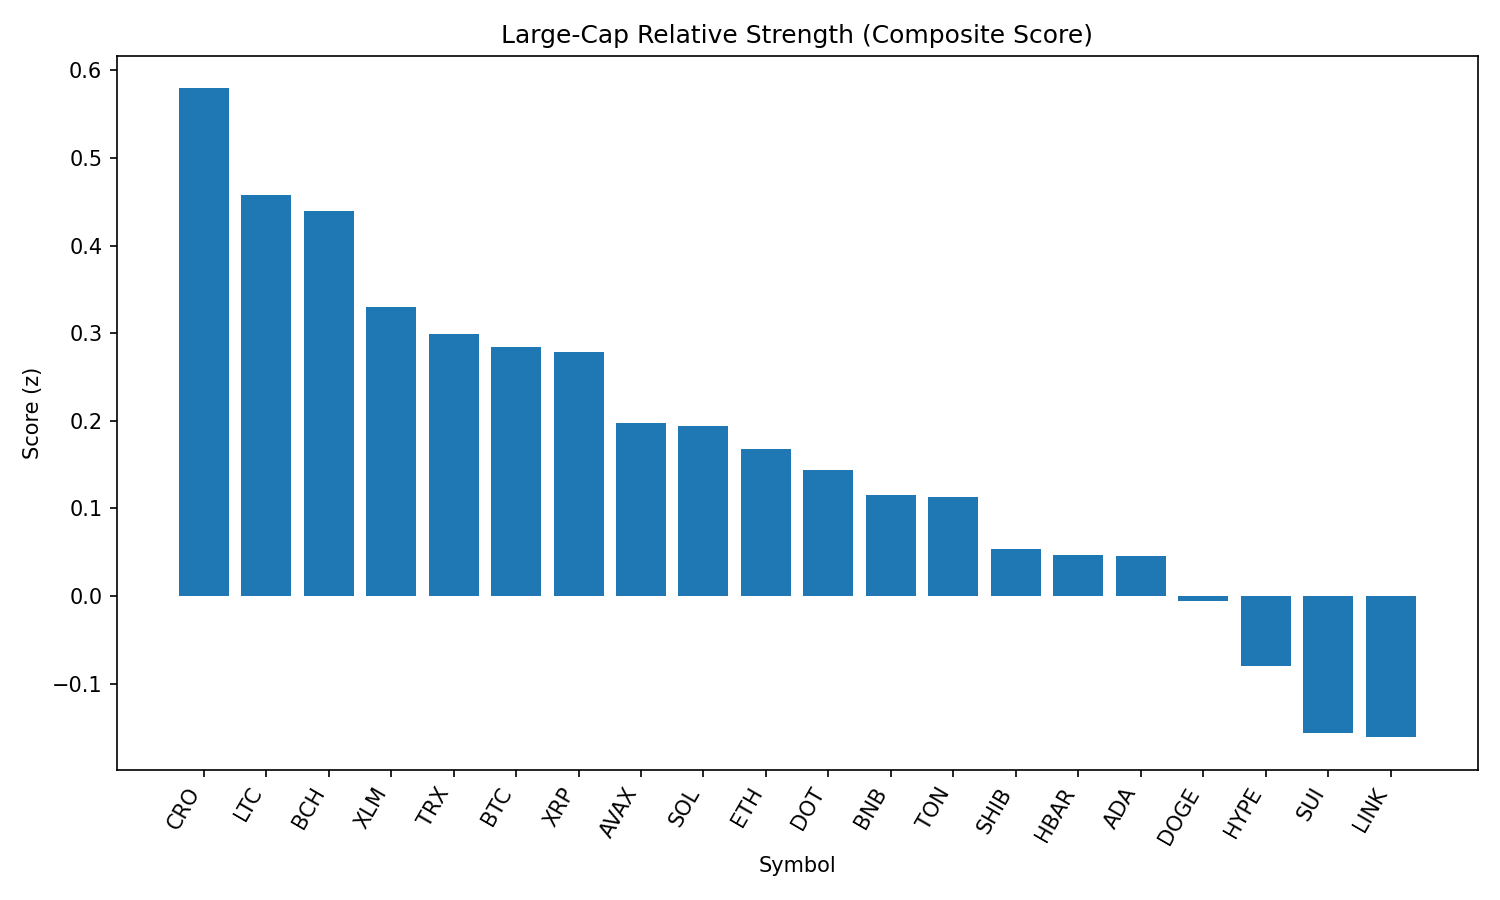 Large-Cap Relative Strength (Composite Score)
0.6
0.5
0.4
0.3
0.2
0.1
0.0
−0.1
Score (z)
CRO
LTC
BCH
XLM
TRX
BTC
XRP
AVAX
SOL
ETH
DOT
BNB
TON
SHIB
HBAR
ADA
DOGE
HYPE
SUI
LINK
Symbol